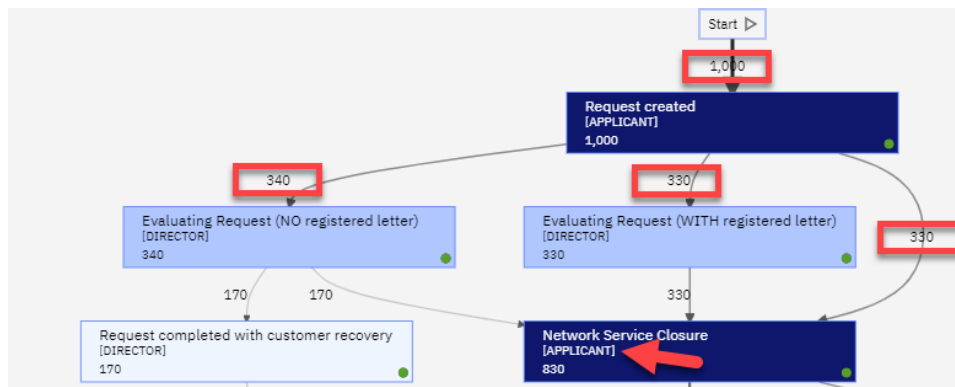 Start
1,000
Request created
[APPLICANT]
1,000
340
330
330
Evaluating Request (NO registered letter)
[DIRECTOR]
340
Evaluating Request (WITH registered letter)
[DIRECTOR]
330
170
170
330
Request completed with customer recovery
[DIRECTOR]
170
Network Service Closure
[APPLICANT]
830